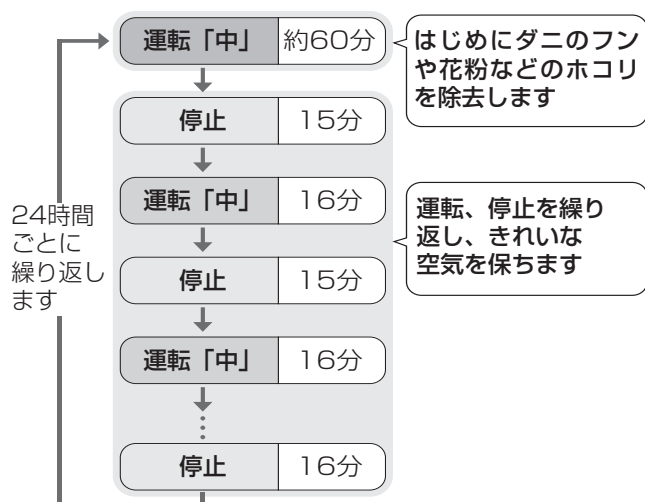 運転「中」 約60分
はじめにダニのフン
や花粉などのホコリ
を除去します
停止 15分
運転「中」 16分
24時間
ごとに
繰り返し
ます
運転、停止を繰り
返し、きれいな
空気を保ちます
停止 15分
運転「中」 16分
停止 16分